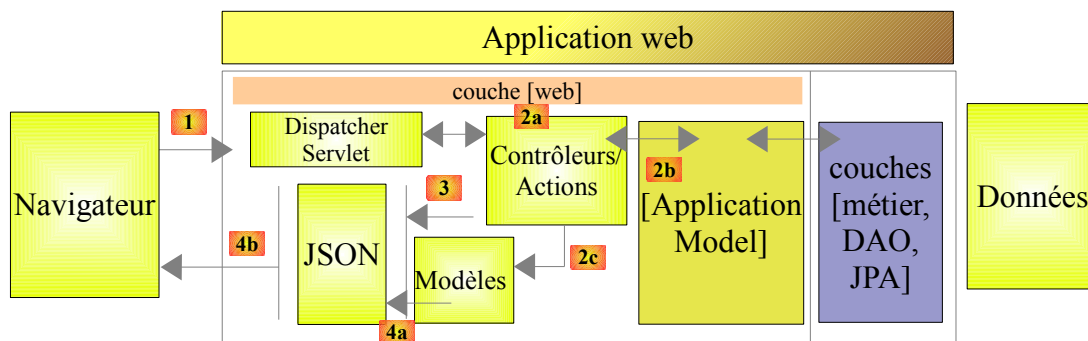 Application web
couche [web]
1
2a
Dispatcher
Servlet
Contrôleurs/
Actions
2b
3
Navigateur
4b
JSON
Modèles
2c
4a
[Application
Model]
couches
[métier,
DAO,
JPA]
Données